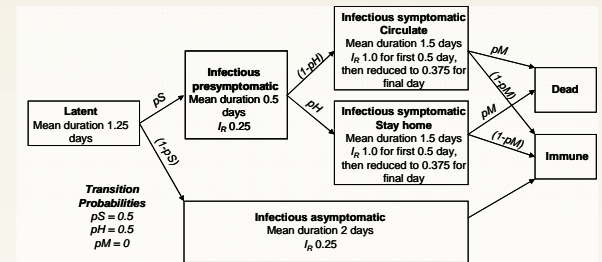 Infectious symptomatic
Circulate
Mean duration 1.5 days
I_R 1.0 for first 0.5 day,
then reduced to 0.375 for
final day
Infectious
presymptomatic
Mean duration 0.5
days
I_R 0.25
Latent
Mean duration 1.25
days
pS
(1-pS)
(1-pH)
pH
Infectious symptomatic
Stay home
Mean duration 1.5 days
I_R 1.0 for first 0.5 day,
then reduced to 0.375 for
final day
pM
(1-pM)
pM
(1-pM)
Dead
Immune
Transition
Probabilities
pS = 0.5
pH = 0.5
pM = 0
Infectious asymptomatic
Mean duration 2 days
I_R 0.25